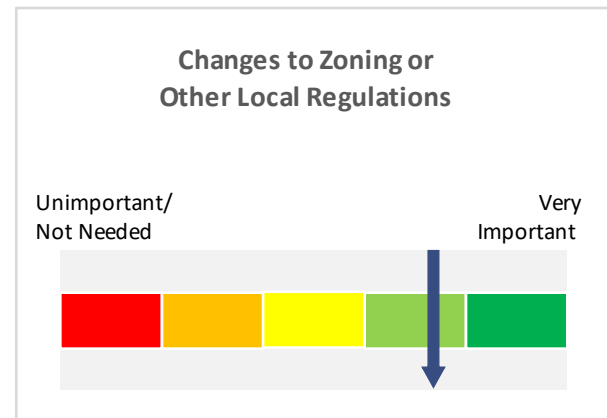 Changes to Zoning or
Other Local Regulations
Unimportant/
Not Needed
Very
Important